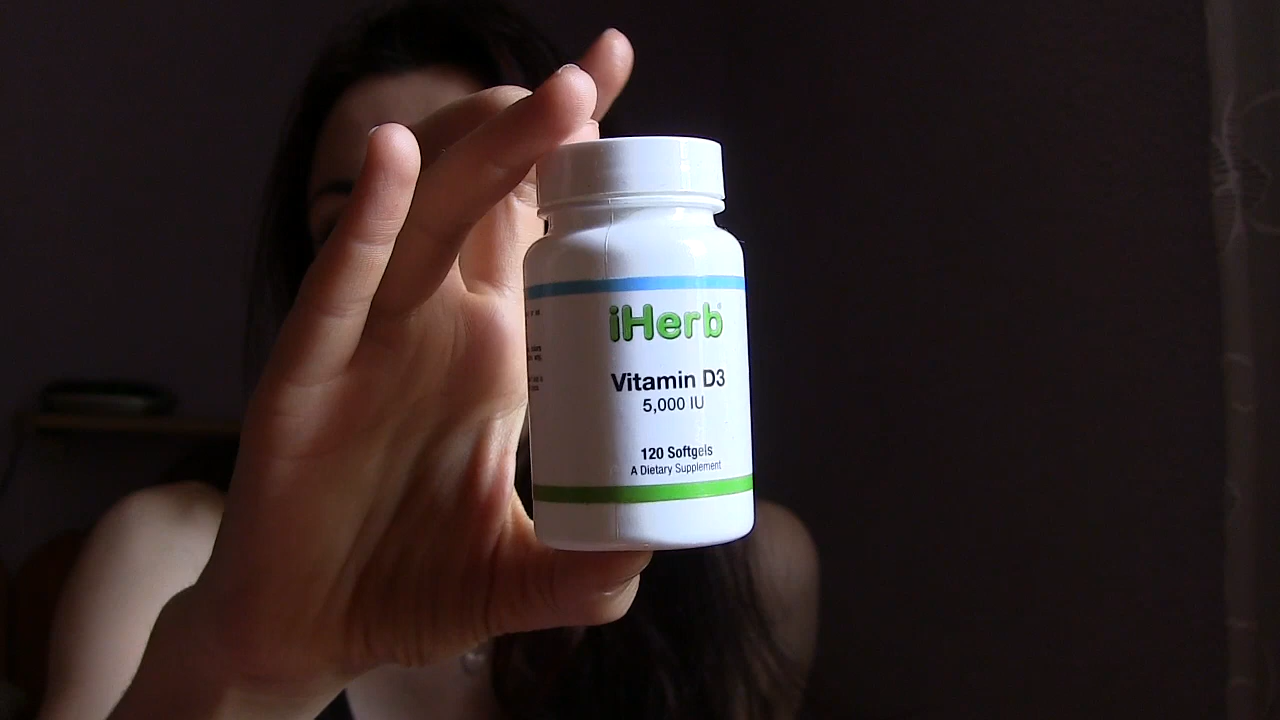 iHerb®
Vitamin D3
5,000 IU
120 Softgels
A Dietary Supplement